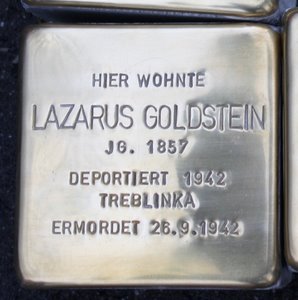 HIER WOHNTE
LAZARUS GOLDSTEIN
JG. 1857
DEPORTIERT 1942
TREBLINKA
ERMORDET 26.9.1942